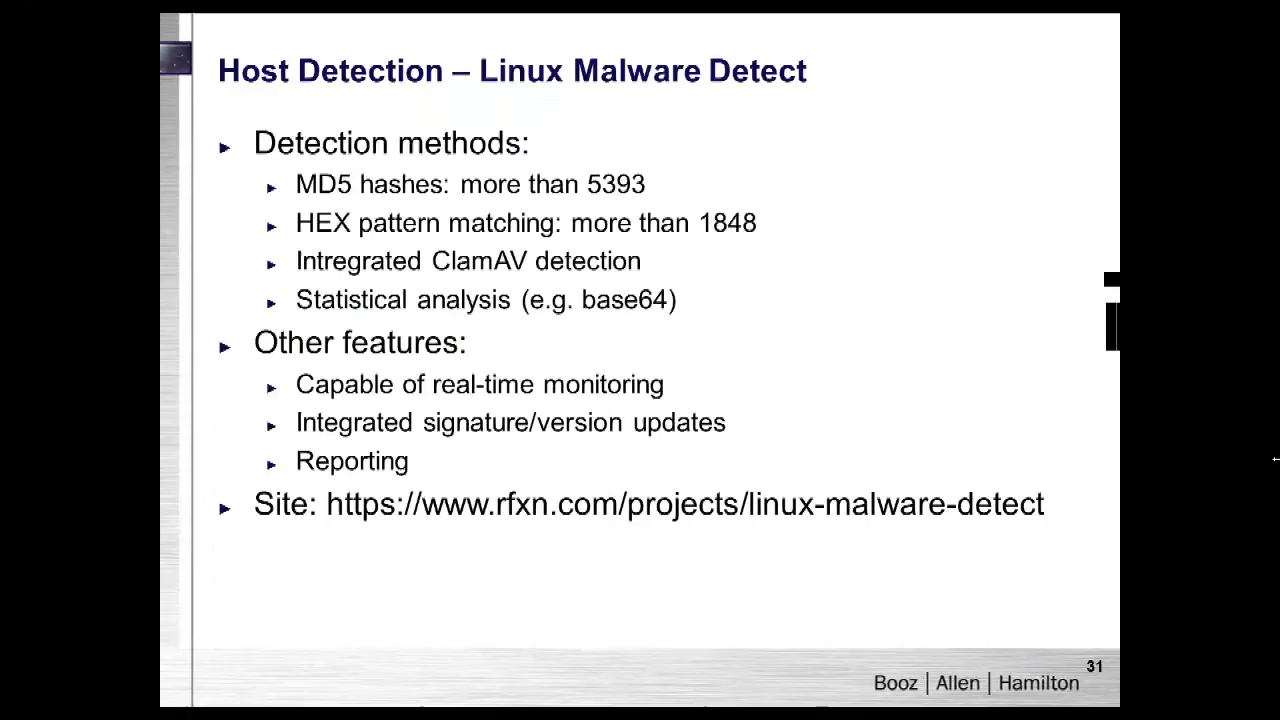 Host Detection – Linux Malware Detect
► Detection methods:
► MD5 hashes: more than 5393
► HEX pattern matching: more than 1848
► Intregrated ClamAV detection
► Statistical analysis (e.g. base64)
► Other features:
► Capable of real-time monitoring
► Integrated signature/version updates
► Reporting
► Site: https://www.rfxn.com/projects/linux-malware-detect
31
Booz | Allen | Hamilton